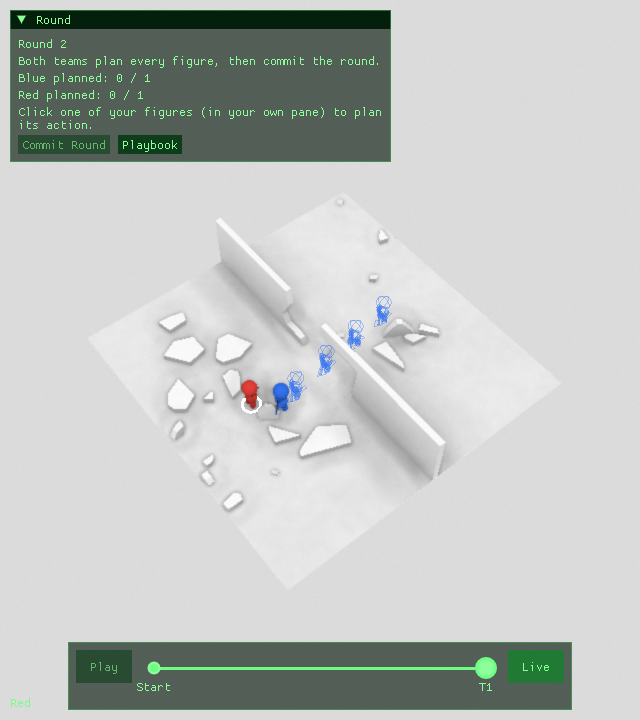 Round
Round 2
Both teams plan every figure, then commit the round.
Blue planned: 0 / 1
Red planned: 0 / 1
Click one of your figures (in your own pane) to plan
its action.
Commit Round Playbook
Play Live
Start T1
Red